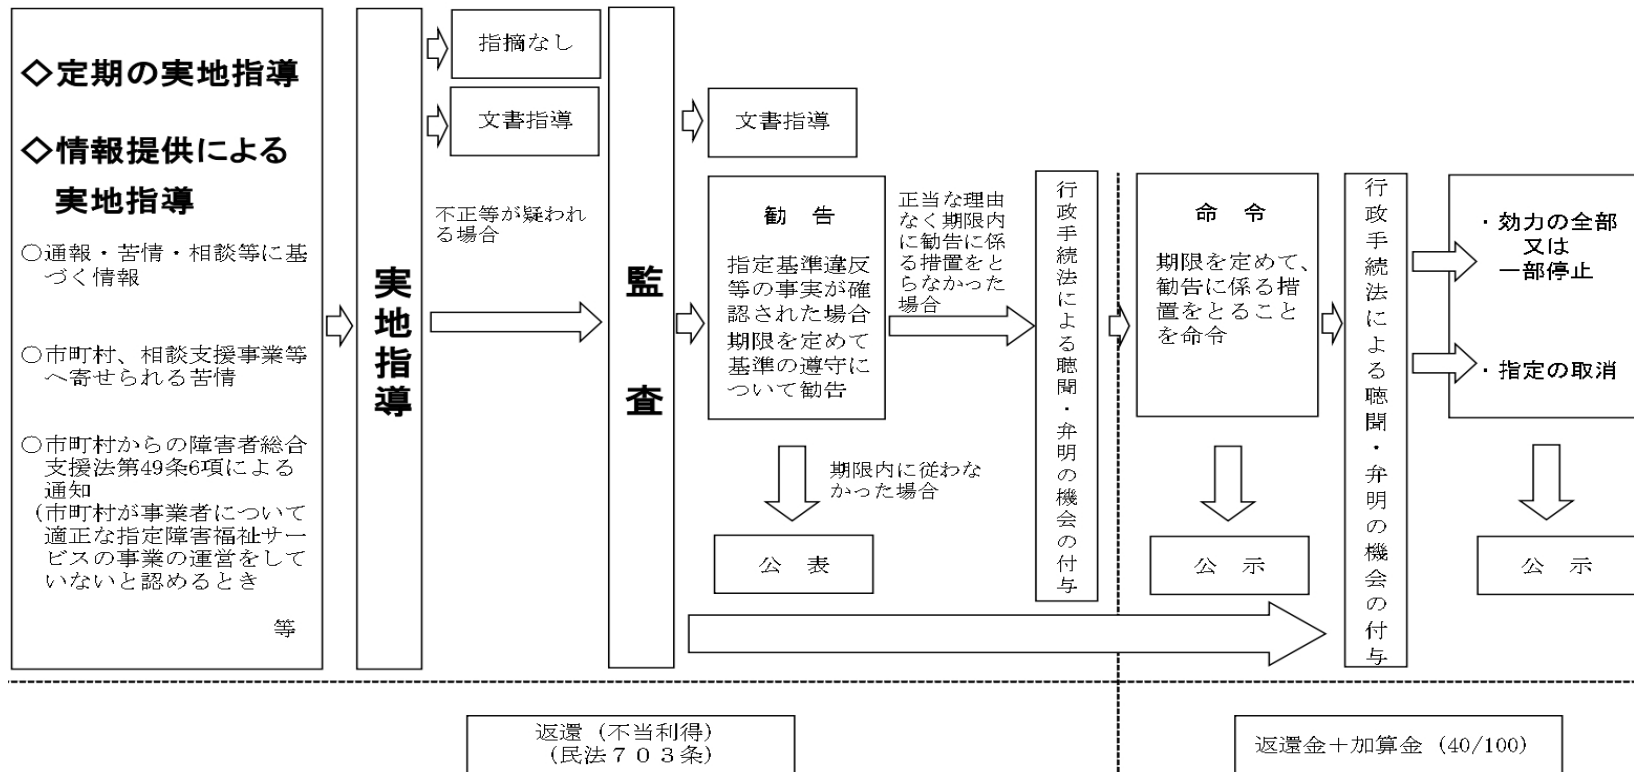 ◇定期の実地指導
◇情報提供による
実地指導
○通報・苦情・相談等に基
づく情報
○市町村、相談支援事業等
へ寄せられる苦情
○市町村からの障害者総合
支援法第49条6項による
通知
(市町村が事業者について
適正な指定障害福祉サー
ビスの事業の運営をして
いないと認めるとき
等
実地指導
指摘なし
文書指導
不正等が疑われ
る場合
監査
文書指導
勧告
指定基準違反
等の事実が確
認された場合
期限を定めて
基準の遵守に
ついて勧告
期限内に従わな
かった場合
公表
正当な理由
なく期限内
に勧告に係
る措置をと
らなかった
場合
行政手続法による聴聞・弁明の機会の付与
命令
期限を定めて、
勧告に係る措
置をとること
を命令
公示
行政手続法による聴聞・弁明の機会の付与
・効力の全部
又は
一部停止
・指定の取消
公示
返還(不当利得)
(民法703条)
返還金+加算金(40/100)